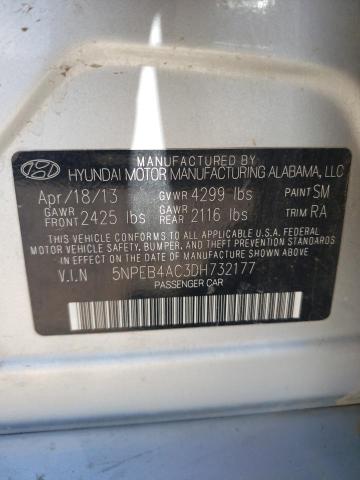 MANUFACTURED BY
HYUNDAI MOTOR MANUFACTURING ALABAMA, LLC
Apr/18/13 GVWR 4299 lbs PAINT SM
GAWR FRONT 2425 lbs GAWR REAR 2116 lbs TRIM RA
THIS VEHICLE CONFORMS TO ALL APPLICABLE U.S.A. FEDERAL
MOTOR VEHICLE SAFETY, BUMPER, AND THEFT PREVENTION
STANDARDS IN EFFECT ON THE DATE OF MANUFACTURE SHOWN ABOVE.
V.I.N 5NPEB4AC3DH732177
PASSENGER CAR